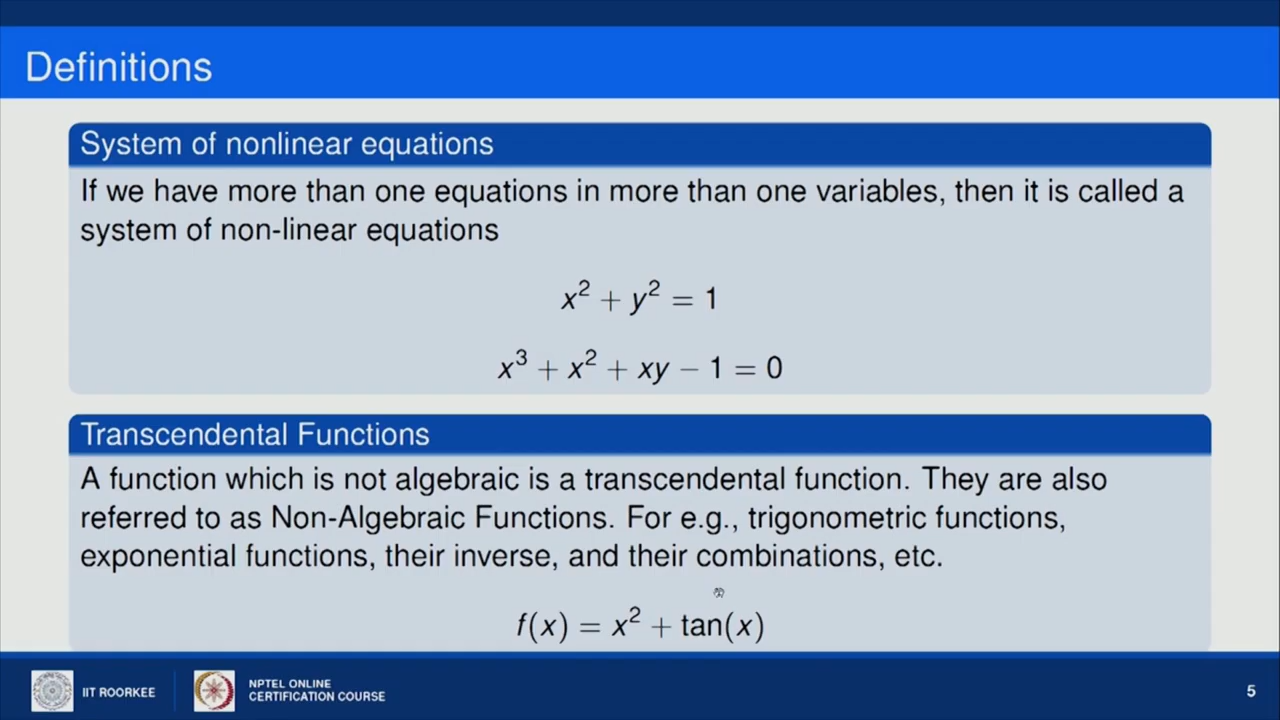 Definitions
System of nonlinear equations
If we have more than one equations in more than one variables, then it is called a
system of non-linear equations
x² + y² = 1
x³ + x² + xy − 1 = 0
Transcendental Functions
A function which is not algebraic is a transcendental function. They are also
referred to as Non-Algebraic Functions. For e.g., trigonometric functions,
exponential functions, their inverse, and their combinations, etc.
f(x) = x² + tan(x)
IIT ROORKEE
NPTEL ONLINE
CERTIFICATION COURSE
5